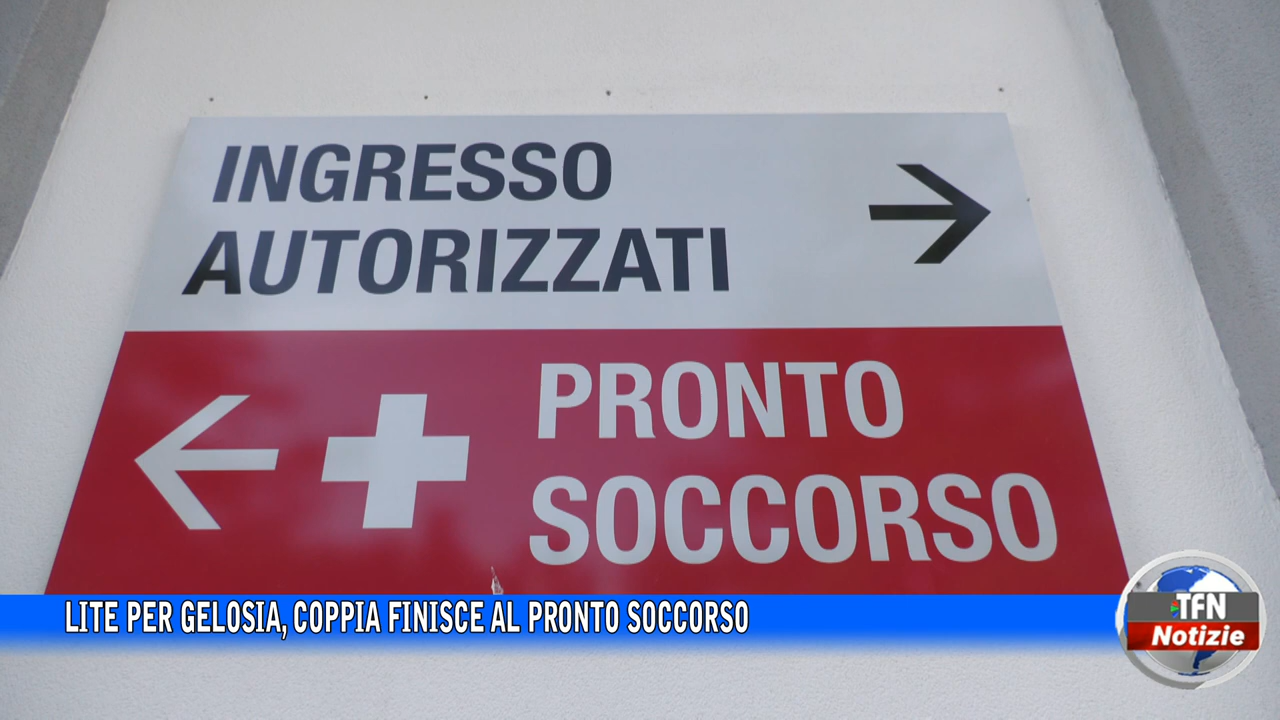 INGRESSO
AUTORIZZATI
PRONTO
SOCCORSO
LITE PER GELOSIA, COPPIA FINISCE AL PRONTO SOCCORSO
TFN
Notizie